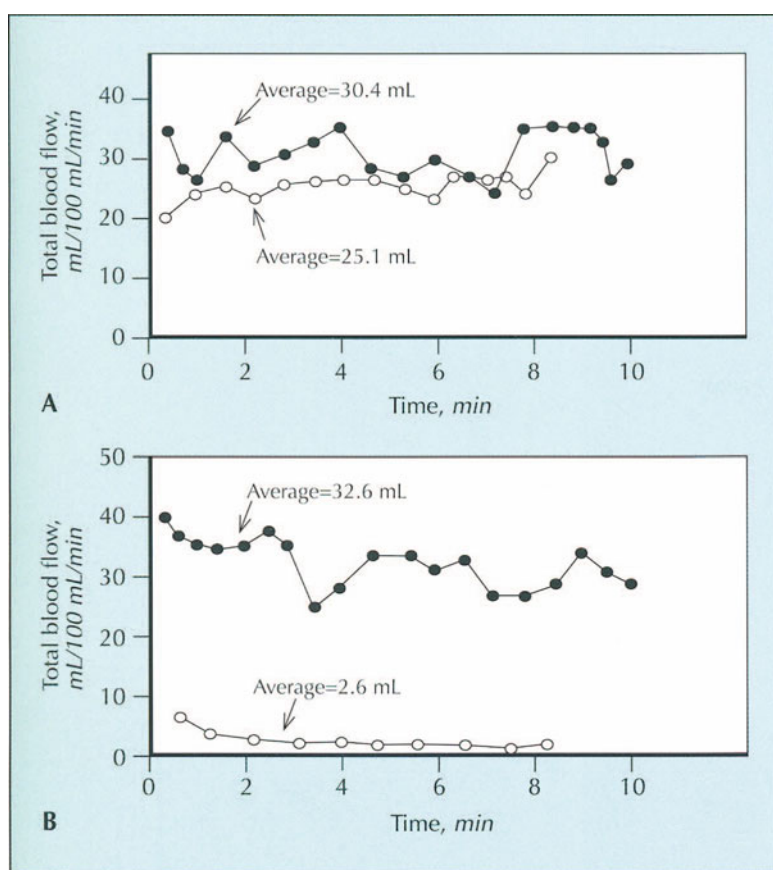 Total blood flow,
mL/100 mL/min
40
30
20
10
0
Average=30.4 mL
Average=25.1 mL
0 2 4 6 8 10
Time, min
A
Total blood flow,
mL/100 mL/min
50
40
30
20
10
0
Average=32.6 mL
Average=2.6 mL
0 2 4 6 8 10
Time, min
B